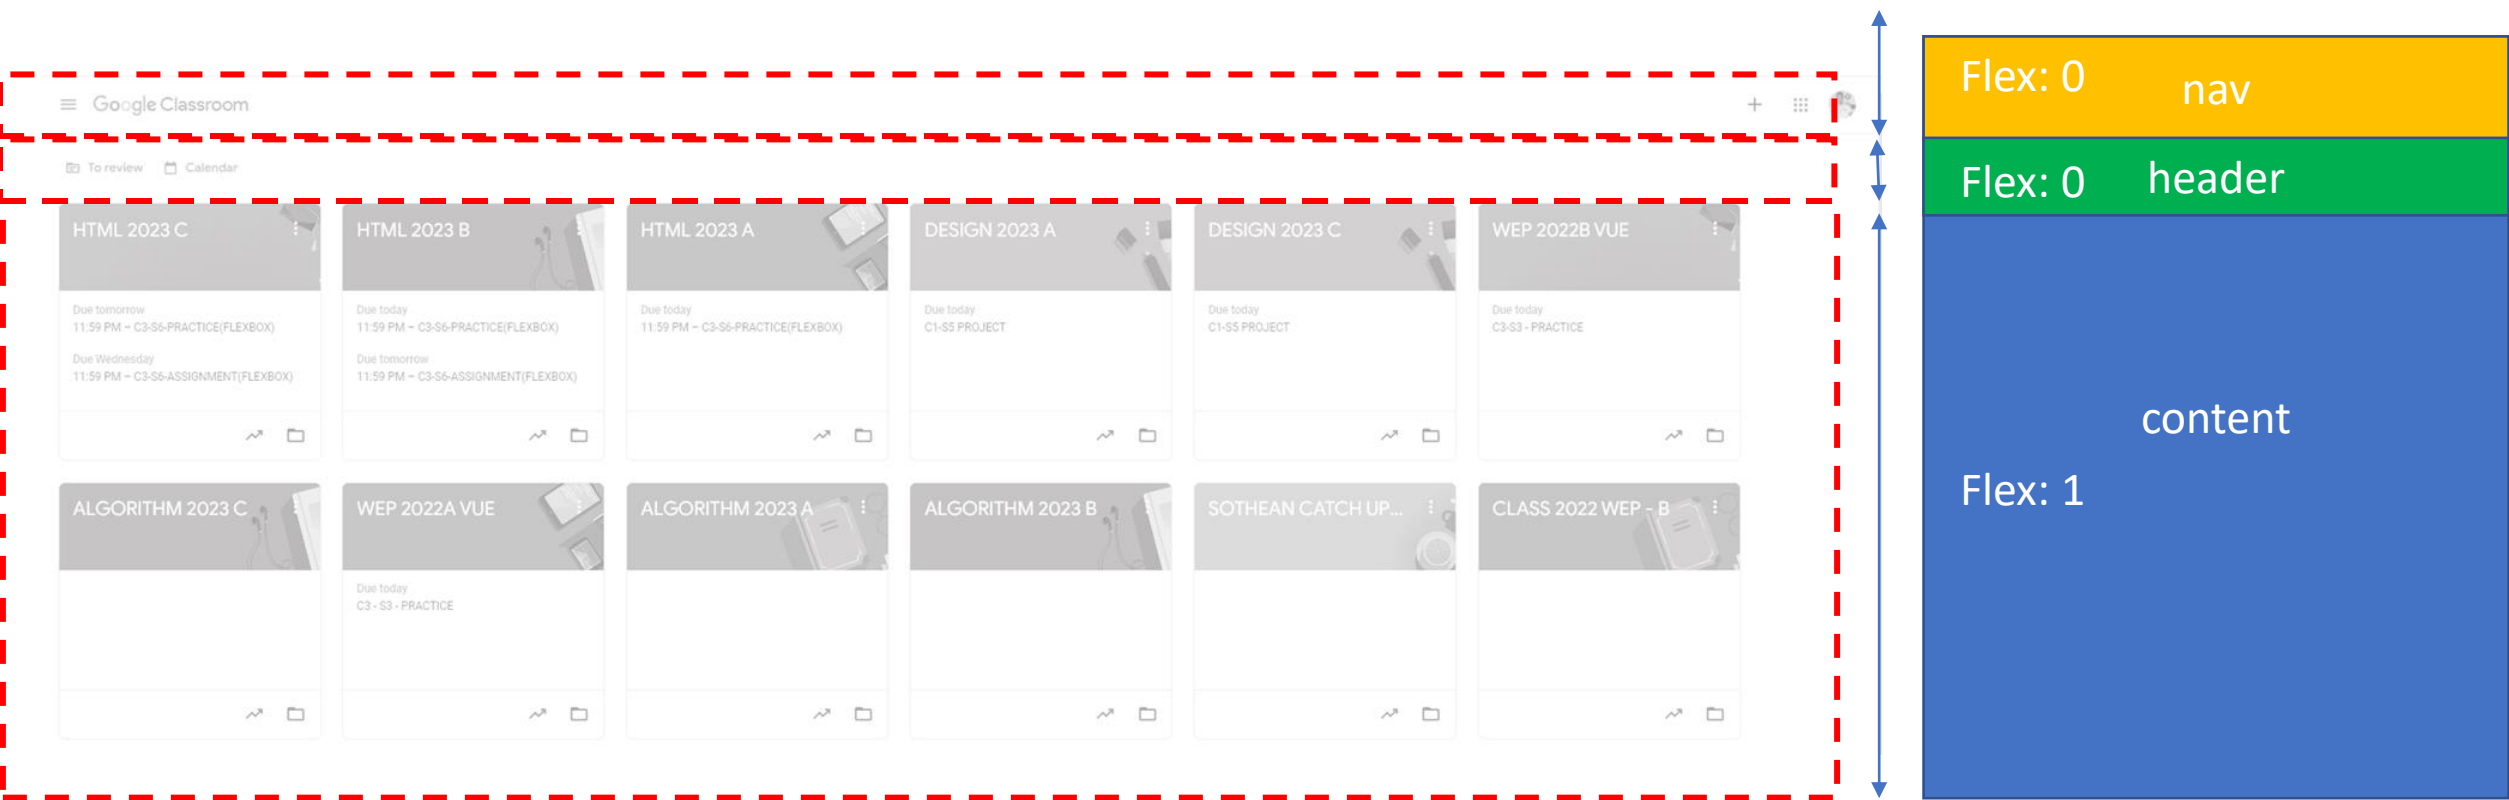 Google Classroom
To review
Calendar
HTML 2023 C
Due tomorrow
11:59 PM – C3-S6-PRACTICE(FLEXBOX)
Due Wednesday
11:59 PM – C3-S6-ASSIGNMENT(FLEXBOX)
HTML 2023 B
Due today
11:59 PM – C3-S6-PRACTICE(FLEXBOX)
Due tomorrow
11:59 PM – C3-S6-ASSIGNMENT(FLEXBOX)
HTML 2023 A
Due today
11:59 PM – C3-S6-PRACTICE(FLEXBOX)
DESIGN 2023 A
Due today
C1-S5 PROJECT
DESIGN 2023 C
Due today
C1-S5 PROJECT
WEP 2022B VUE
Due today
C3-S3 - PRACTICE
ALGORITHM 2023 C
WEP 2022A VUE
Due today
C3 - S3 - PRACTICE
ALGORITHM 2023 A
ALGORITHM 2023 B
SOTHEAN CATCH UP...
CLASS 2022 WEP - B
Flex: 0
nav
Flex: 0
header
content
Flex: 1